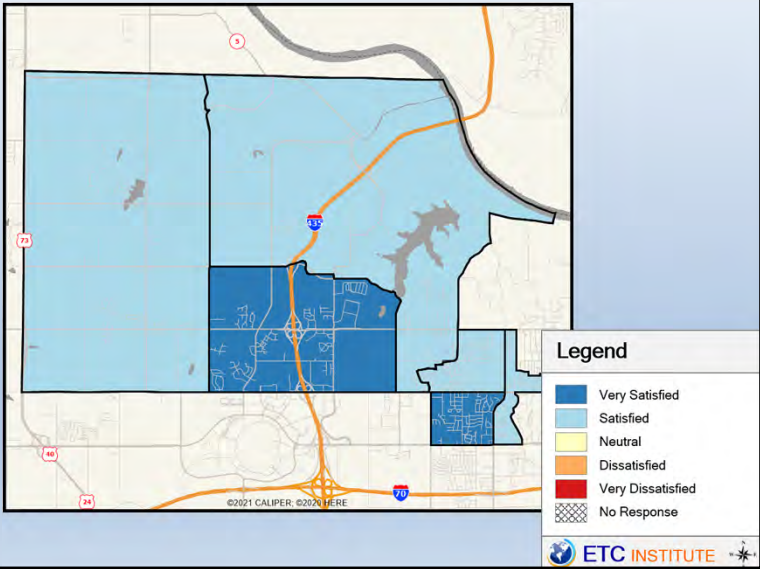 5
435
73
Legend
Very Satisfied
Satisfied
Neutral
Dissatisfied
Very Dissatisfied
No Response
40
24
70
©2021 CALIPER; ©2020 HERE
ETC INSTITUTE